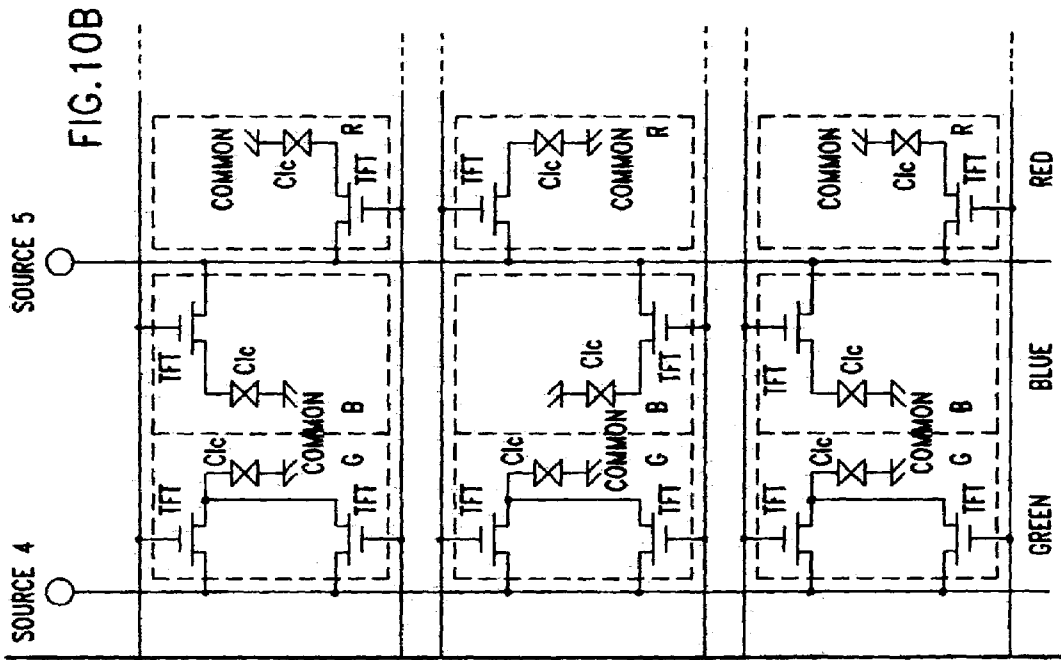 FIG.10B
SOURCE 5
COMMON
Clc
R
TFT
TFT
Clc
COMMON
B
Clc
G
TFT
TFT
SOURCE 4
TFT
Clc
R
COMMON
Clc
TFT
B
COMMON
Clc
G
TFT
TFT
COMMON
Clc
R
TFT
TFT
Clc
COMMON
B
Clc
G
TFT
TFT
RED
BLUE
GREEN